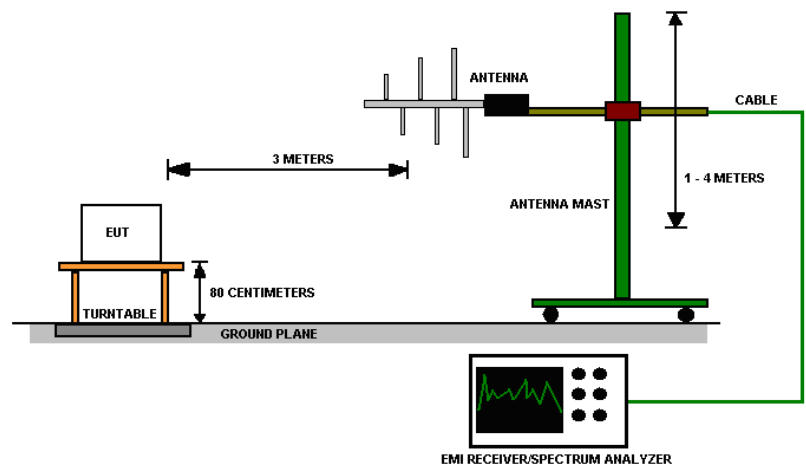 ANTENNA
CABLE
3 METERS
1 - 4 METERS
ANTENNA MAST
EUT
80 CENTIMETERS
TURNTABLE
GROUND PLANE
EMI RECEIVER/SPECTRUM ANALYZER